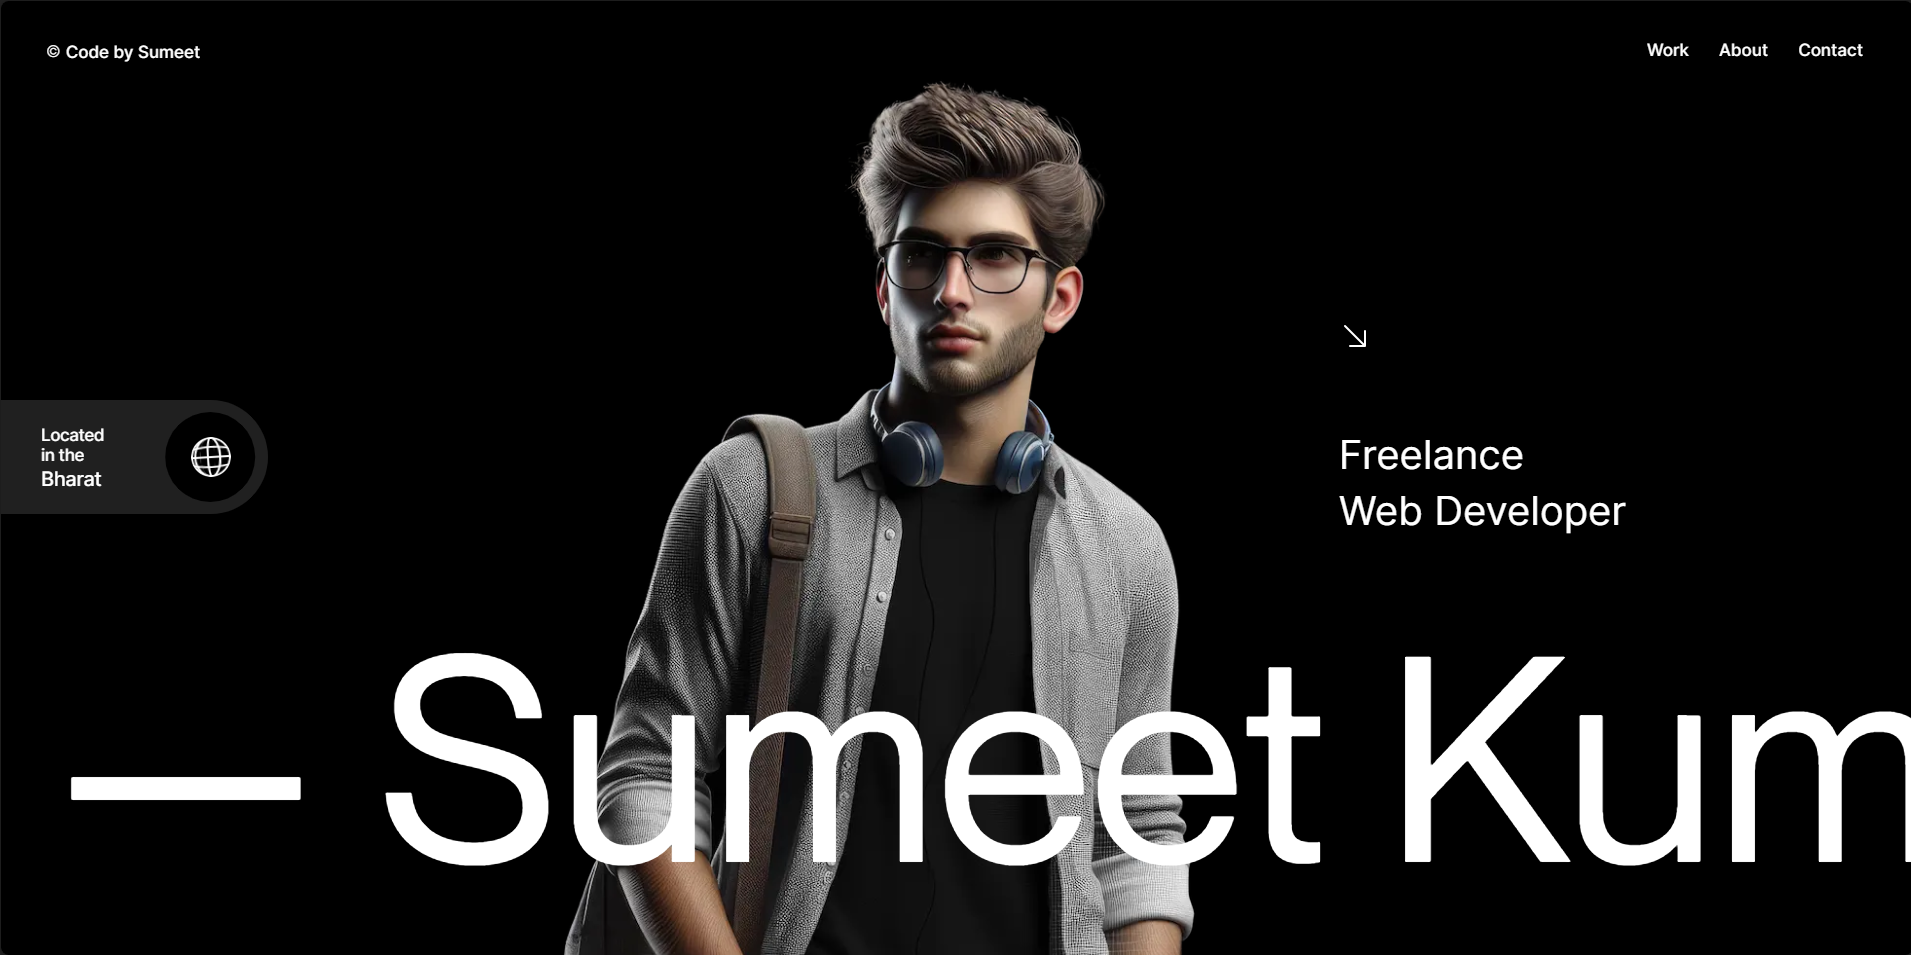 © Code by Sumeet
Work About Contact
Located
in the
Bharat
Freelance
Web Developer
— Sumeet Kum